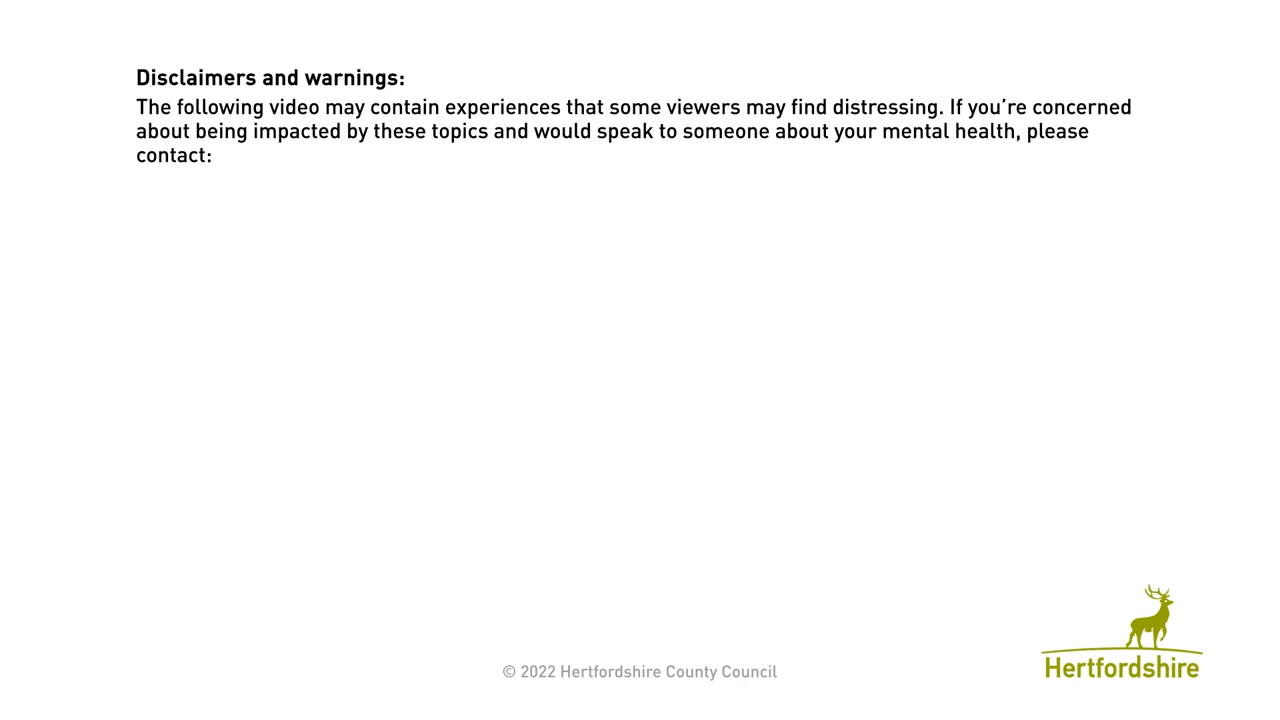 Disclaimers and warnings:
The following video may contain experiences that some viewers may find distressing. If you’re concerned
about being impacted by these topics and would speak to someone about your mental health, please
contact:
© 2022 Hertfordshire County Council
Hertfordshire